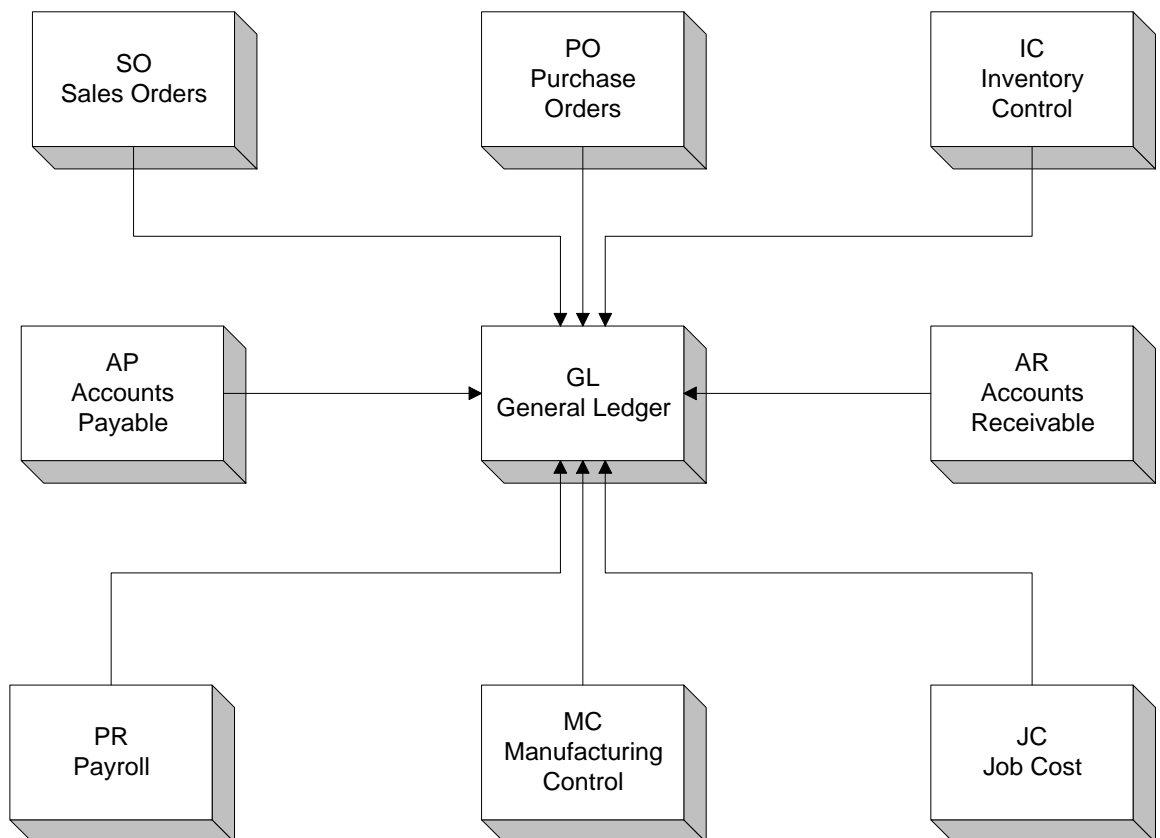 SO
Sales Orders
PO
Purchase
Orders
IC
Inventory
Control
AP
Accounts
Payable
GL
General Ledger
AR
Accounts
Receivable
PR
Payroll
MC
Manufacturing
Control
JC
Job Cost